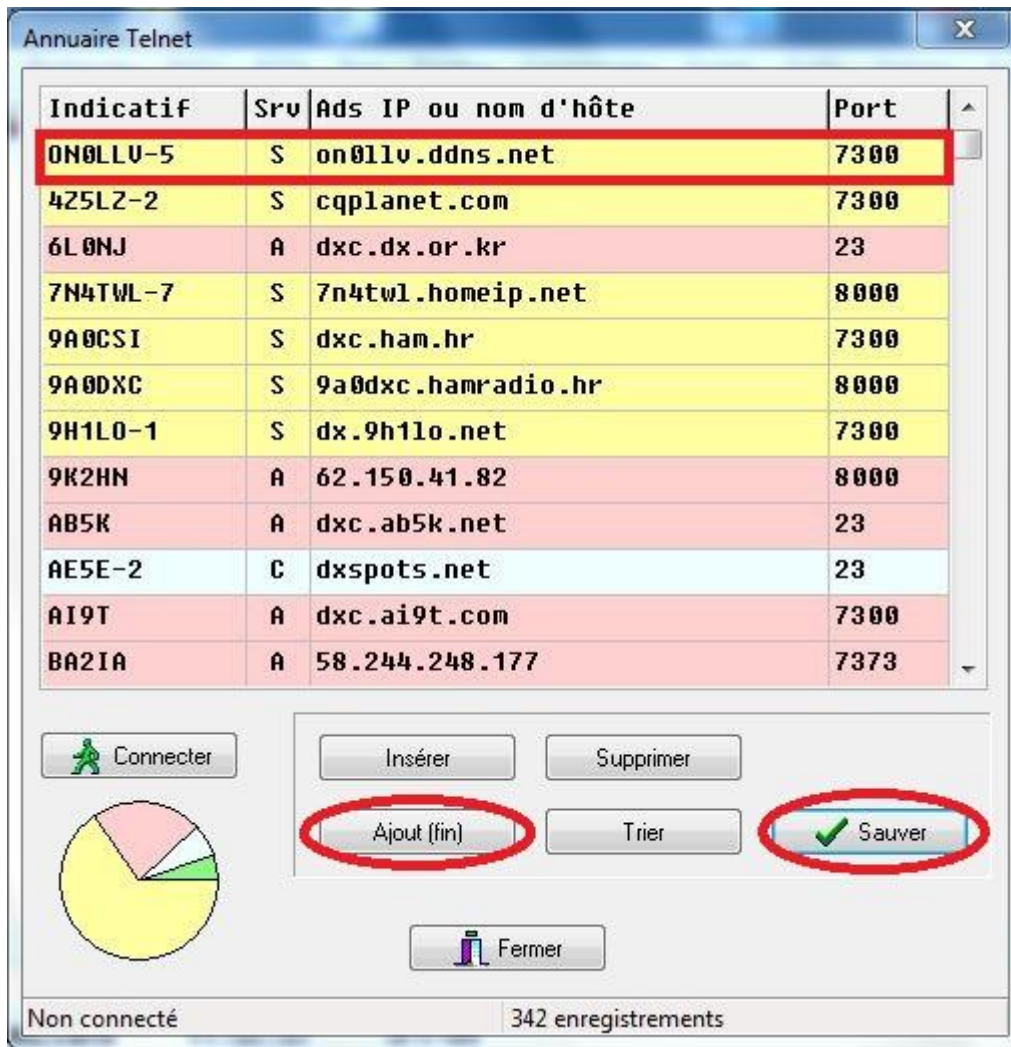 Annuaire Telnet
Indicatif Srv Ads IP ou nom d'hôte Port
ON0LLV-5 S on0llv.ddns.net 7300
4Z5LZ-2 S cqplanet.com 7300
6L0NJ A dxc.dx.or.kr 23
7N4TWL-7 S 7n4twl.homeip.net 8000
9A0CSI S dxc.ham.hr 7300
9A0DXC S 9a0dxc.hamradio.hr 8000
9H1LO-1 S dx.9h1lo.net 7300
9K2HN A 62.150.41.82 8000
AB5K A dxc.ab5k.net 23
AE5E-2 C dxspots.net 23
AI9T A dxc.ai9t.com 7300
BA2IA A 58.244.248.177 7373
Connecter Insérer Supprimer
Ajout (fin) Trier Sauver
Fermer
Non connecté 342 enregistrements